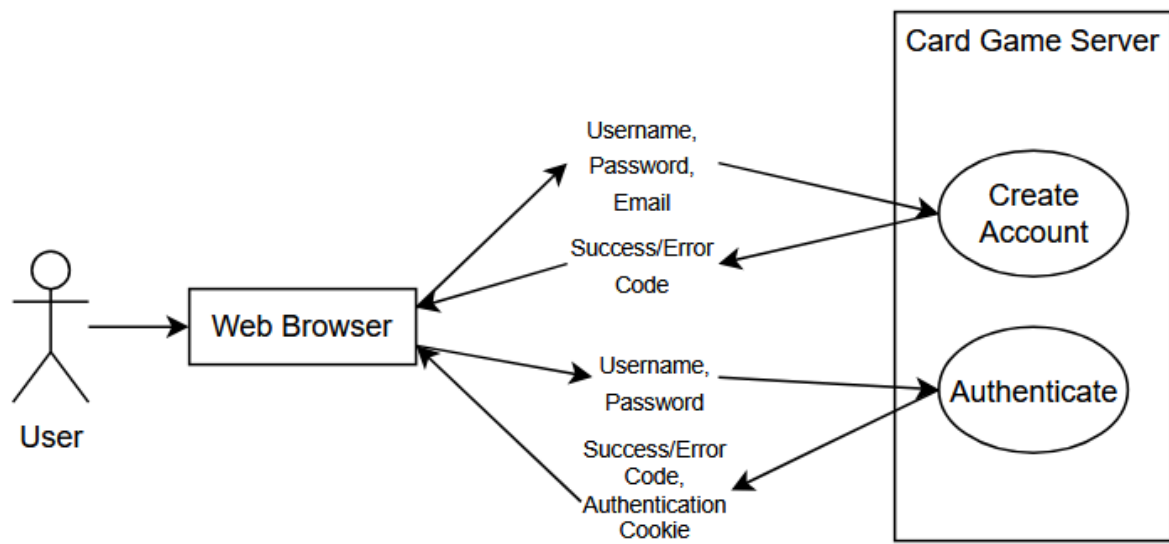 Card Game Server
Username,
Password,
Email
Create
Account
Success/Error
Code
Web Browser
Username,
Password
Authenticate
User
Success/Error
Code,
Authentication
Cookie